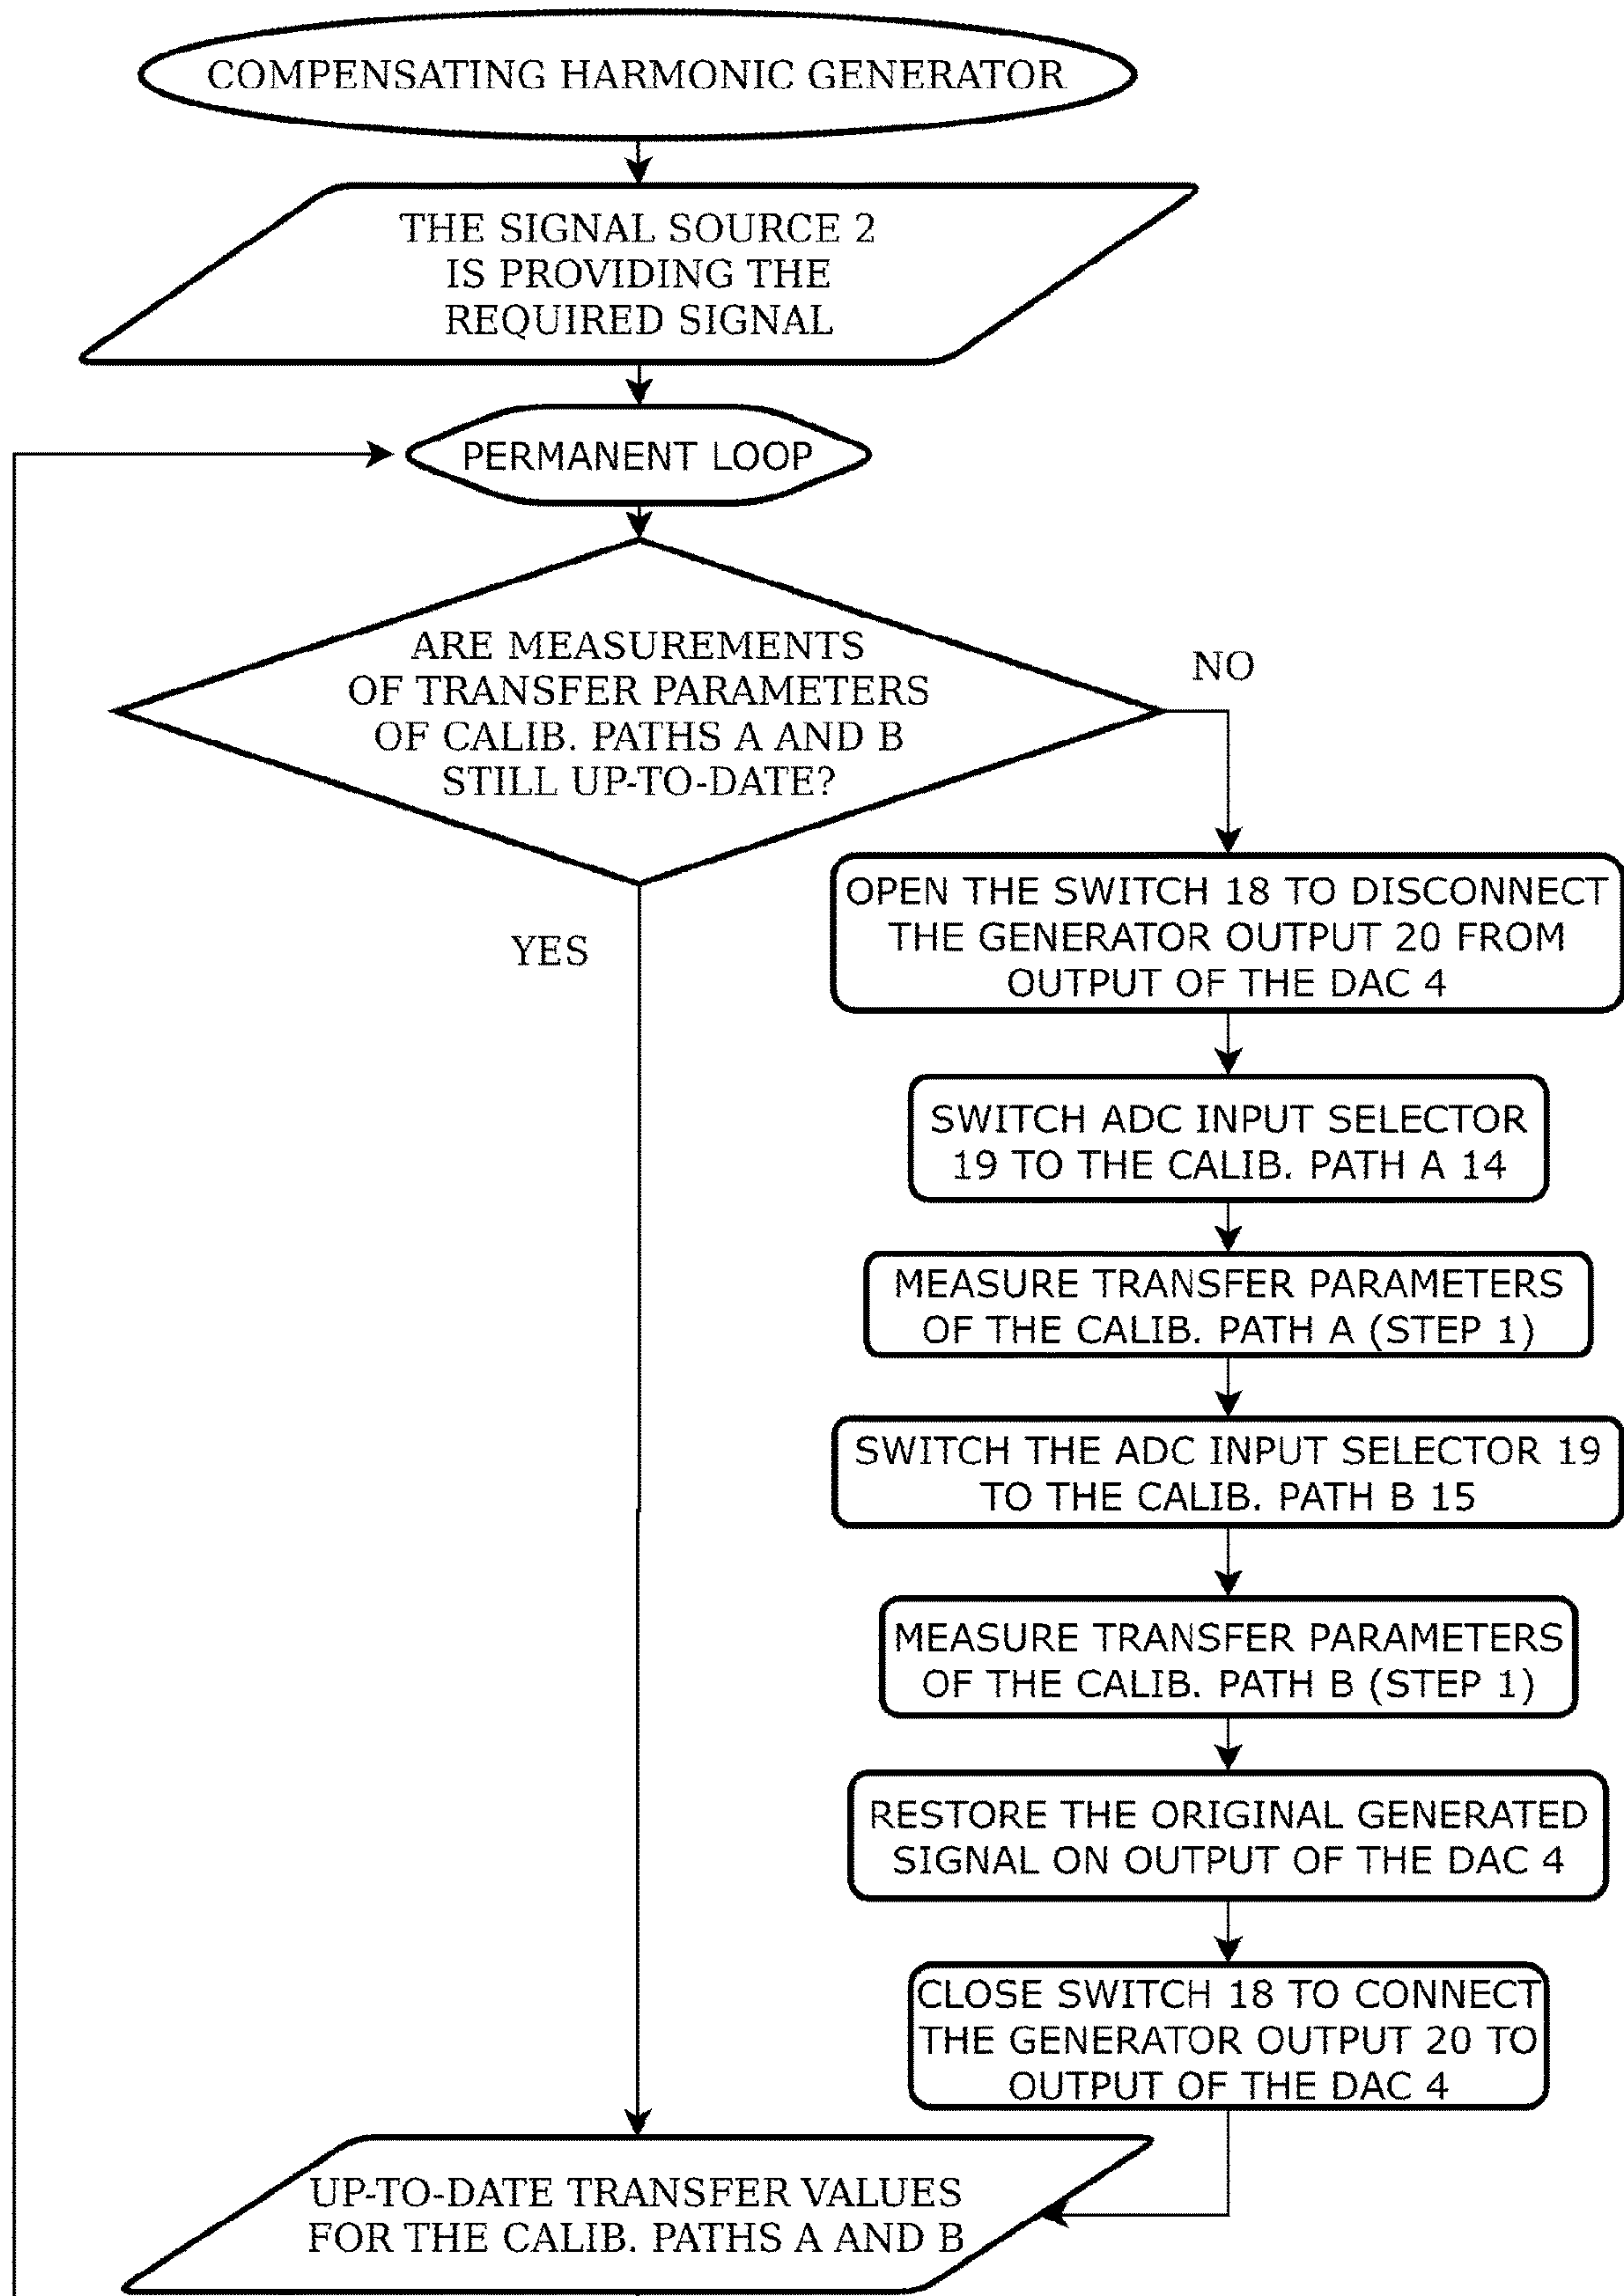 COMPENSATING HARMONIC GENERATOR
THE SIGNAL SOURCE 2
IS PROVIDING THE
REQUIRED SIGNAL
PERMANENT LOOP
ARE MEASUREMENTS
OF TRANSFER PARAMETERS
OF CALIB. PATHS A AND B
STILL UP-TO-DATE?
NO
YES
OPEN THE SWITCH 18 TO DISCONNECT
THE GENERATOR OUTPUT 20 FROM
OUTPUT OF THE DAC 4
SWITCH ADC INPUT SELECTOR
19 TO THE CALIB. PATH A 14
MEASURE TRANSFER PARAMETERS
OF THE CALIB. PATH A (STEP 1)
SWITCH THE ADC INPUT SELECTOR 19
TO THE CALIB. PATH B 15
MEASURE TRANSFER PARAMETERS
OF THE CALIB. PATH B (STEP 1)
RESTORE THE ORIGINAL GENERATED
SIGNAL ON OUTPUT OF THE DAC 4
CLOSE SWITCH 18 TO CONNECT
THE GENERATOR OUTPUT 20 TO
OUTPUT OF THE DAC 4
UP-TO-DATE TRANSFER VALUES
FOR THE CALIB. PATHS A AND B